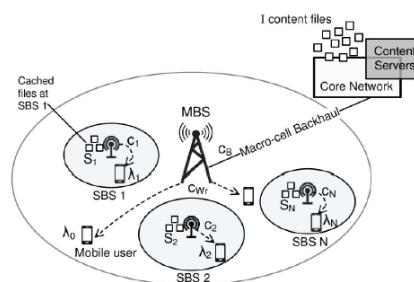 I content files
Content
Servers
Core Network
Cached
files at
SBS 1
MBS
C_B
Macro-cell Backhaul
S_1
C_1
λ_1
SBS 1
C_Wr
S_N
C_N
λ_N
SBS N
λ_0
Mobile user
S_2
C_2
λ_2
SBS 2